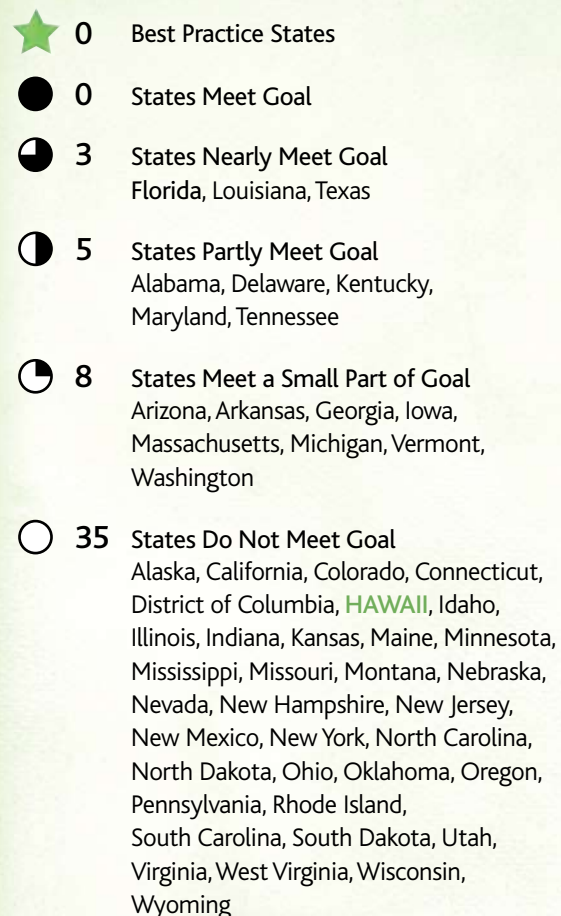 0 Best Practice States
0 States Meet Goal
3 States Nearly Meet Goal
Florida, Louisiana, Texas
5 States Partly Meet Goal
Alabama, Delaware, Kentucky,
Maryland, Tennessee
8 States Meet a Small Part of Goal
Arizona, Arkansas, Georgia, Iowa,
Massachusetts, Michigan, Vermont,
Washington
35 States Do Not Meet Goal
Alaska, California, Colorado, Connecticut,
District of Columbia, HAWAII, Idaho,
Illinois, Indiana, Kansas, Maine, Minnesota,
Mississippi, Missouri, Montana, Nebraska,
Nevada, New Hampshire, New Jersey,
New Mexico, New York, North Carolina,
North Dakota, Ohio, Oklahoma, Oregon,
Pennsylvania, Rhode Island,
South Carolina, South Dakota, Utah,
Virginia, West Virginia, Wisconsin,
Wyoming